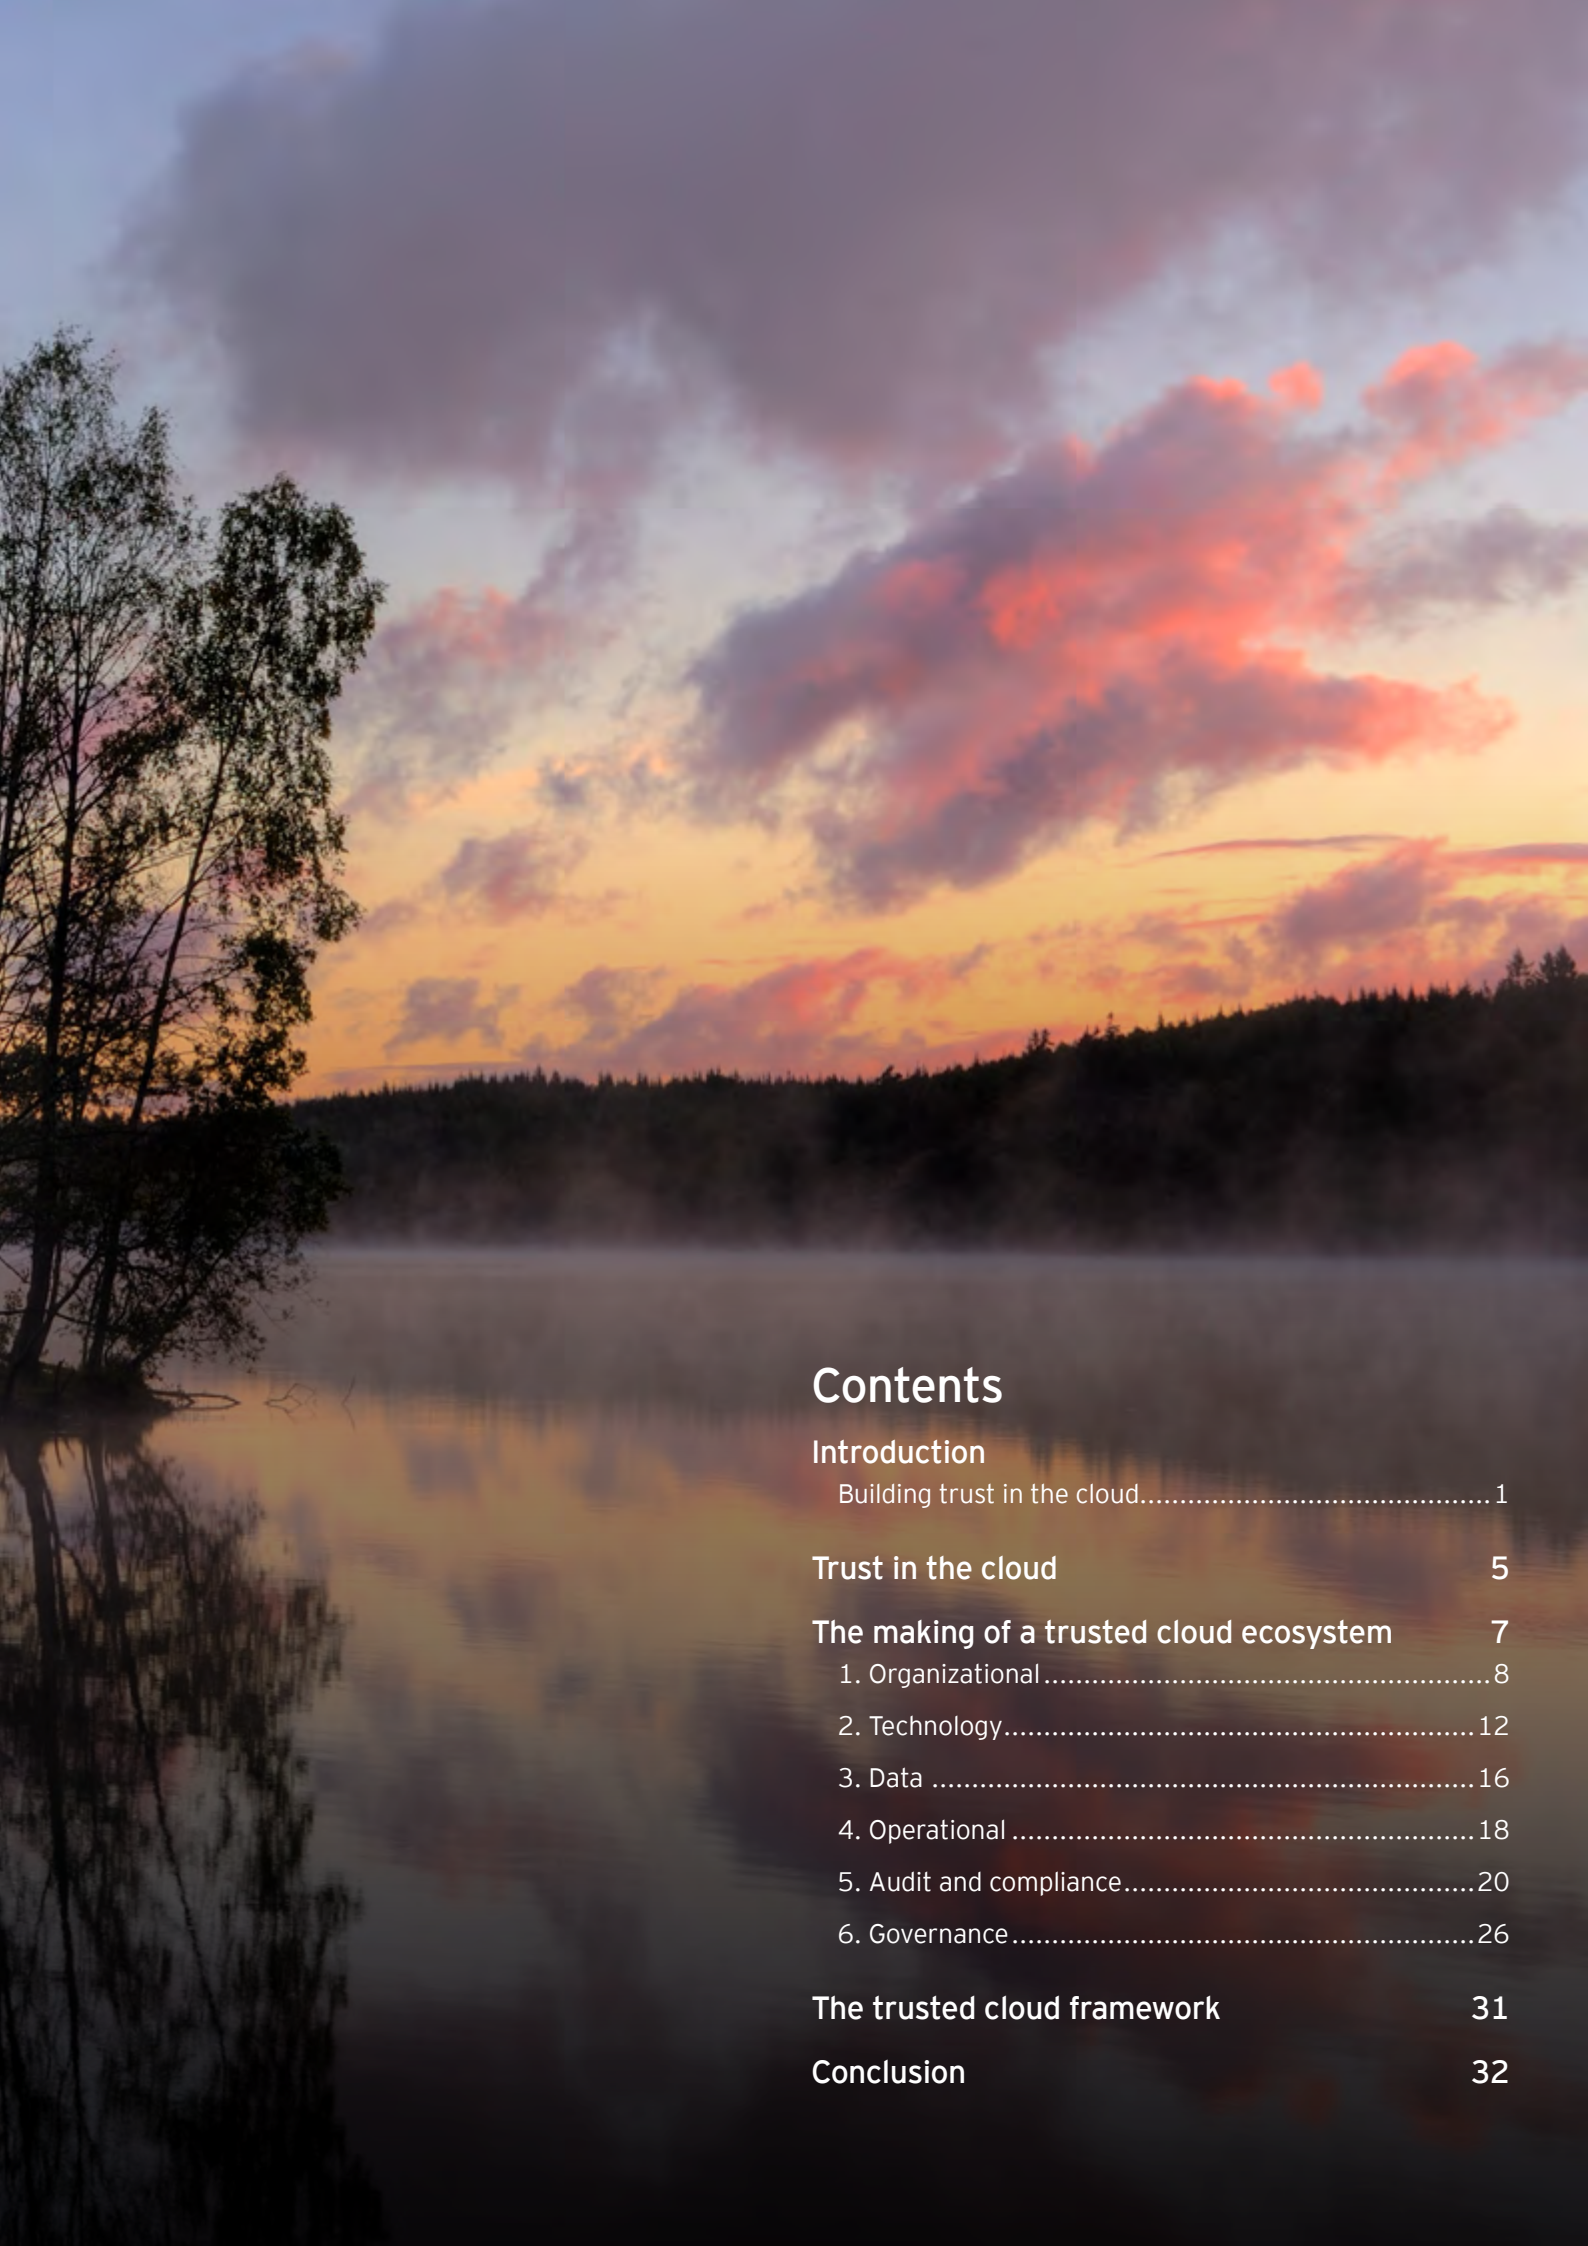 Contents
Introduction
Building trust in the cloud............................................1
Trust in the cloud 5
The making of a trusted cloud ecosystem 7
1. Organizational........................................................8
2. Technology...........................................................12
3. Data ....................................................................16
4. Operational ..........................................................18
5. Audit and compliance............................................20
6. Governance..........................................................26
The trusted cloud framework 31
Conclusion 32